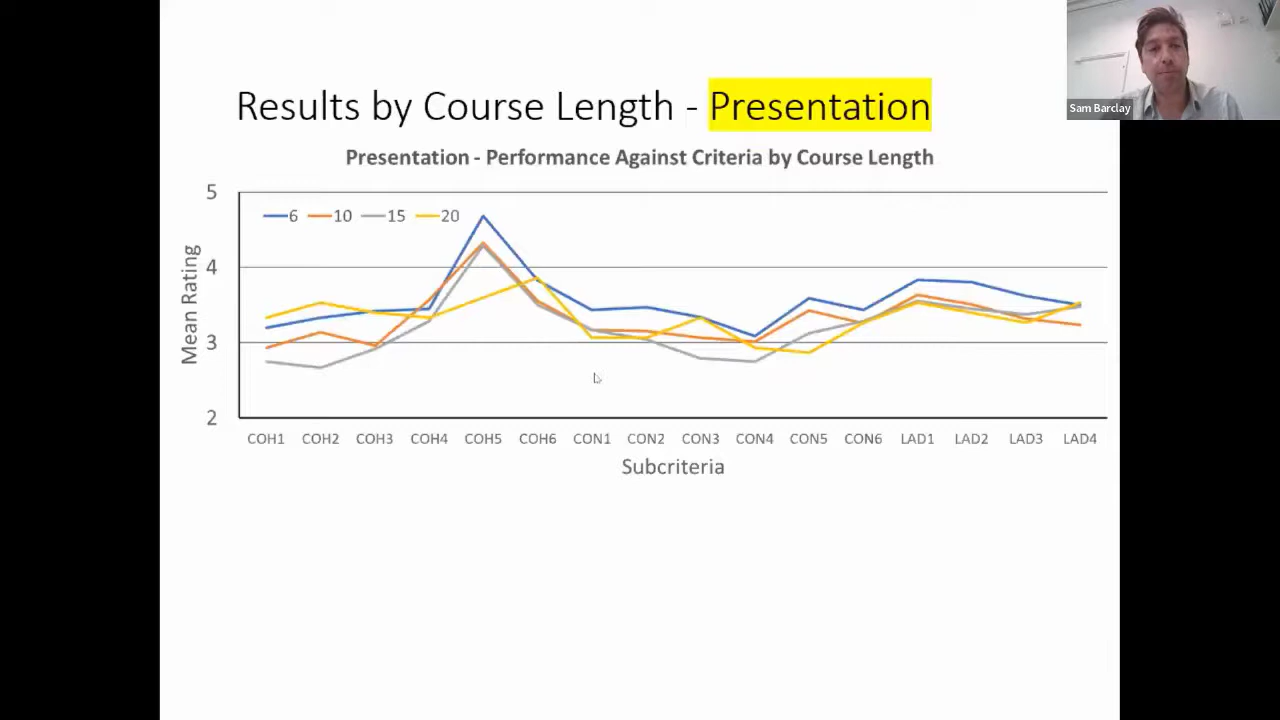 Sam Barclay
Results by Course Length - Presentation
Presentation - Performance Against Criteria by Course Length
5
6 10 15 20
4
Mean Rating
3
2
COH1 COH2 COH3 COH4 COH5 COH6 CON1 CON2 CON3 CON4 CON5 CON6 LAD1 LAD2 LAD3 LAD4
Subcriteria